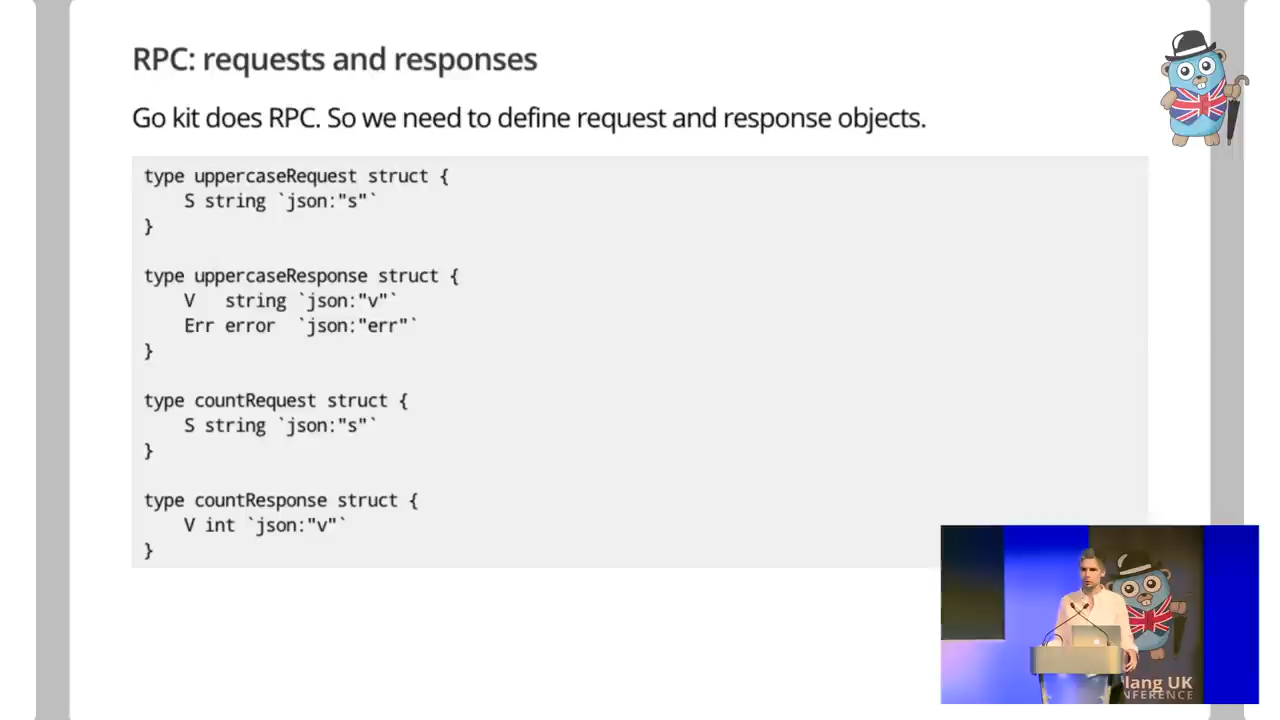 RPC: requests and responses
Go kit does RPC. So we need to define request and response objects.
type uppercaseRequest struct {
    S string `json:"s"`
}
type uppercaseResponse struct {
    V   string `json:"v"`
    Err error  `json:"err"`
}
type countRequest struct {
    S string `json:"s"`
}
type countResponse struct {
    V int `json:"v"`
}
lang UK
NFERENCE